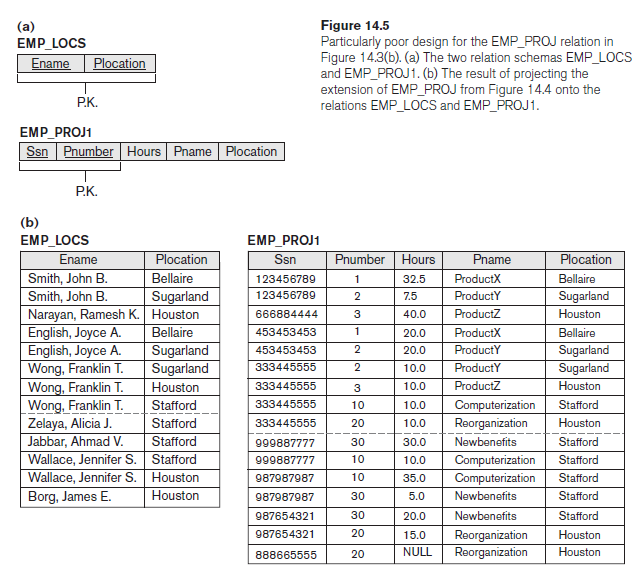 (a)
EMP_LOCS
Ename Plocation
P.K.
EMP_PROJ1
Ssn Pnumber Hours Pname Plocation
P.K.
Figure 14.5
Particularly poor design for the EMP_PROJ relation in
Figure 14.3(b). (a) The two relation schemas EMP_LOCS
and EMP_PROJ1. (b) The result of projecting the
extension of EMP_PROJ from Figure 14.4 onto the
relations EMP_LOCS and EMP_PROJ1.
(b)
EMP_LOCS
Ename Plocation
Smith, John B. Bellaire
Smith, John B. Sugarland
Narayan, Ramesh K. Houston
English, Joyce A. Bellaire
English, Joyce A. Sugarland
Wong, Franklin T. Sugarland
Wong, Franklin T. Houston
Wong, Franklin T. Stafford
Zelaya, Alicia J. Stafford
Jabbar, Ahmad V. Stafford
Wallace, Jennifer S. Stafford
Wallace, Jennifer S. Houston
Borg, James E. Houston
EMP_PROJ1
Ssn Pnumber Hours Pname Plocation
123456789 1 32.5 ProductX Bellaire
123456789 2 7.5 ProductY Sugarland
666884444 3 40.0 ProductZ Houston
453453453 1 20.0 ProductX Bellaire
453453453 2 20.0 ProductY Sugarland
333445555 2 10.0 ProductY Sugarland
333445555 3 10.0 ProductZ Houston
333445555 10 10.0 Computerization Stafford
333445555 20 10.0 Reorganization Houston
999887777 30 30.0 Newbenefits Stafford
999887777 10 10.0 Computerization Stafford
987987987 10 35.0 Computerization Stafford
987987987 30 5.0 Newbenefits Stafford
987654321 30 20.0 Newbenefits Stafford
987654321 20 15.0 Reorganization Houston
888665555 20 NULL Reorganization Houston